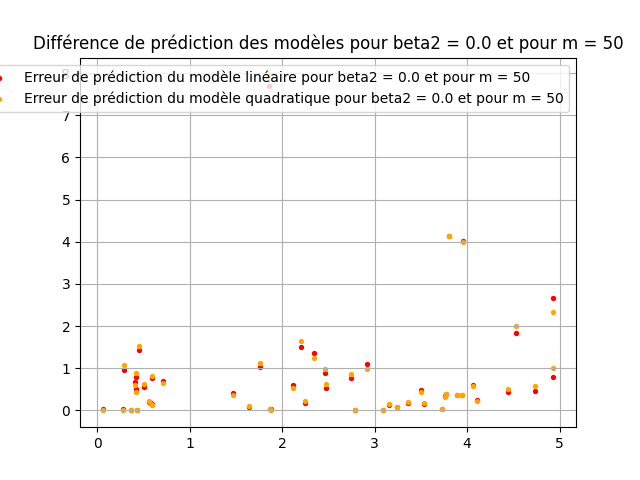 Différence de prédiction des modèles pour beta2 = 0.0 et pour m = 50
Erreur de prédiction du modèle linéaire pour beta2 = 0.0 et pour m = 50
Erreur de prédiction du modèle quadratique pour beta2 = 0.0 et pour m = 50
8
7
6
5
4
3
2
1
0
0 1 2 3 4 5